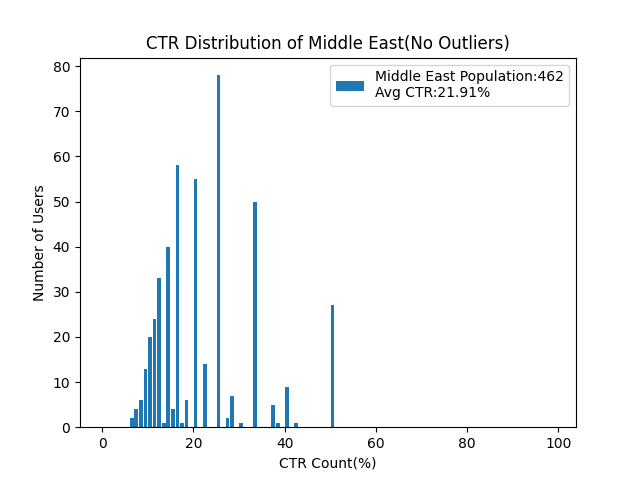 CTR Distribution of Middle East(No Outliers)
Middle East Population:462
Avg CTR:21.91%
80
70
60
50
40
30
20
10
0
Number of Users
0 20 40 60 80 100
CTR Count(%)